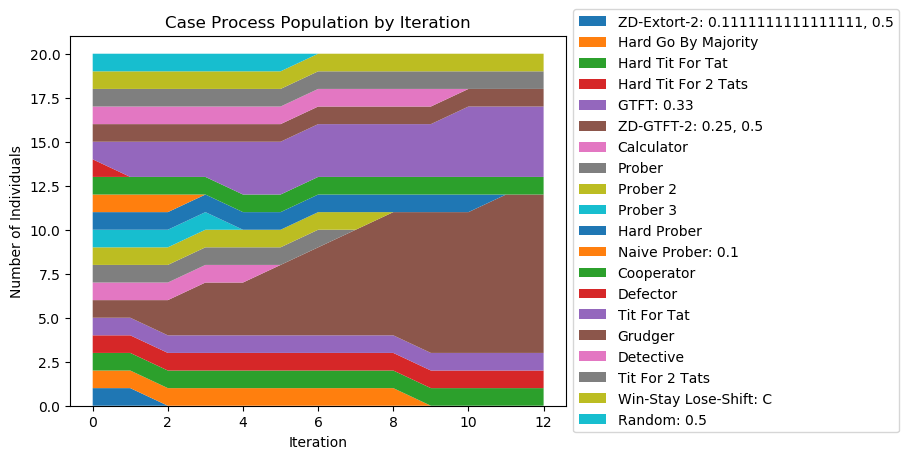 Case Process Population by Iteration
Number of Individuals
20.0
17.5
15.0
12.5
10.0
7.5
5.0
2.5
0.0
0 2 4 6 8 10 12
Iteration
ZD-Extort-2: 0.1111111111111111, 0.5
Hard Go By Majority
Hard Tit For Tat
Hard Tit For 2 Tats
GTFT: 0.33
ZD-GTFT-2: 0.25, 0.5
Calculator
Prober
Prober 2
Prober 3
Hard Prober
Naive Prober: 0.1
Cooperator
Defector
Tit For Tat
Grudger
Detective
Tit For 2 Tats
Win-Stay Lose-Shift: C
Random: 0.5